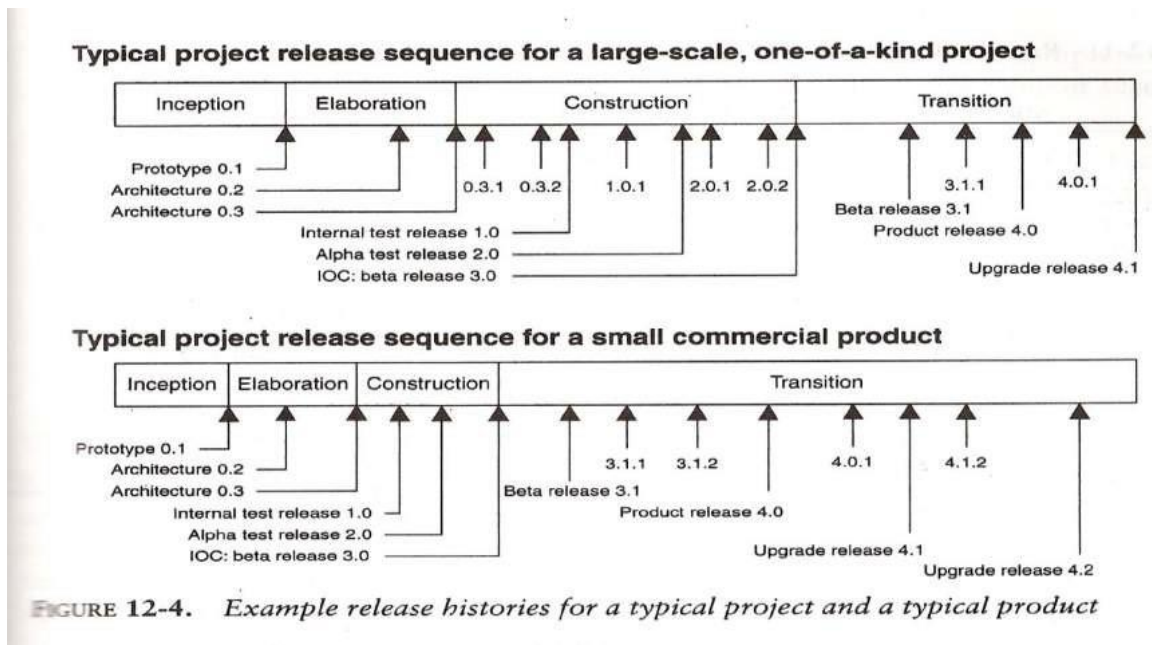 Typical project release sequence for a large-scale, one-of-a-kind project
Inception Elaboration Construction Transition
Prototype 0.1
Architecture 0.2
Architecture 0.3
0.3.1 0.3.2 1.0.1 2.0.1 2.0.2 3.1.1 4.0.1
Internal test release 1.0
Alpha test release 2.0
IOC: beta release 3.0
Beta release 3.1
Product release 4.0
Upgrade release 4.1
Typical project release sequence for a small commercial product
Inception Elaboration Construction Transition
Prototype 0.1
Architecture 0.2
Architecture 0.3
3.1.1 3.1.2 4.0.1 4.1.2
Internal test release 1.0
Alpha test release 2.0
IOC: beta release 3.0
Beta release 3.1
Product release 4.0
Upgrade release 4.1
Upgrade release 4.2
FIGURE 12-4. Example release histories for a typical project and a typical product